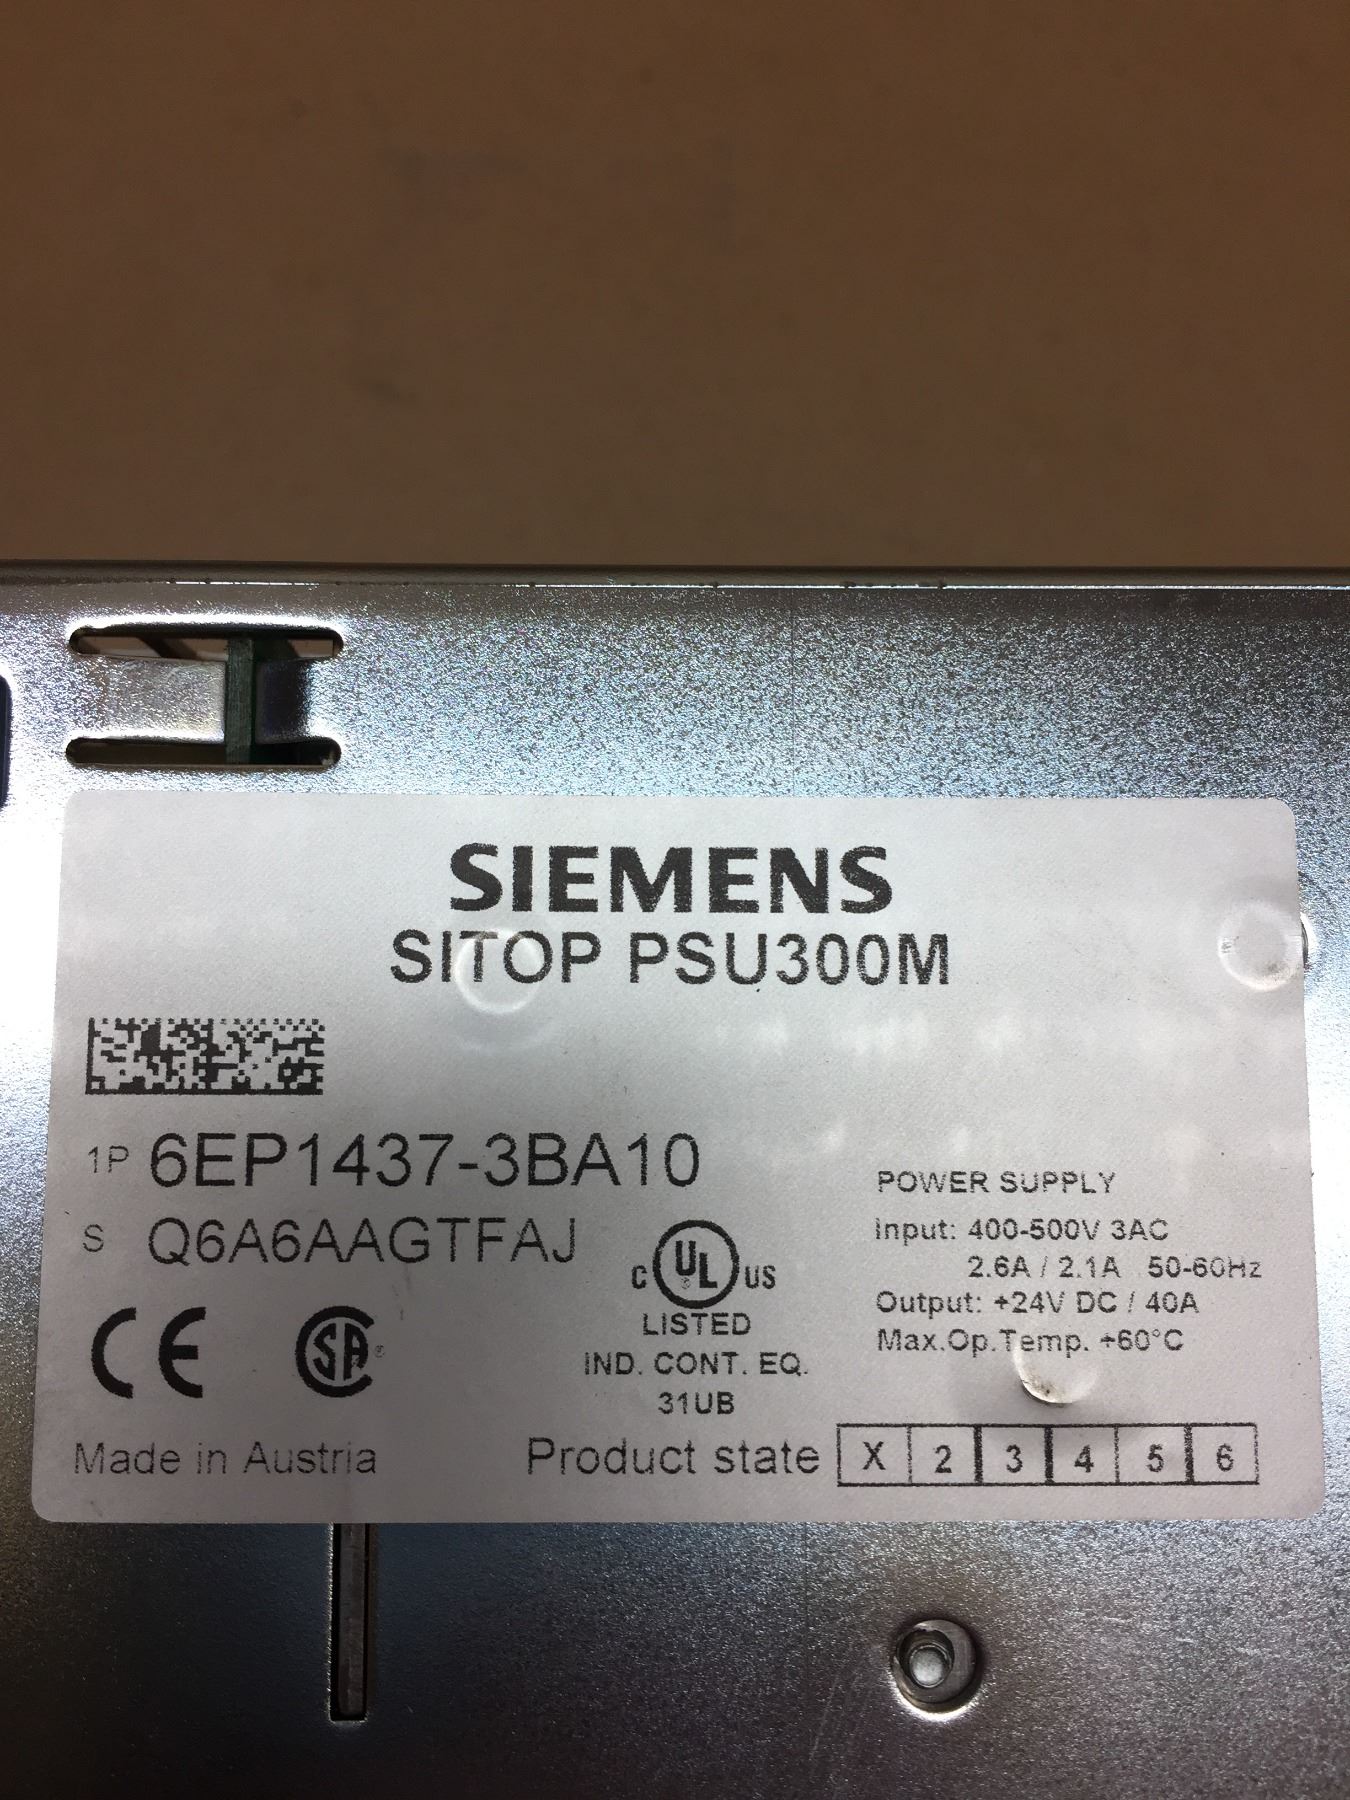 SIEMENS
SITOP PSU300M
1P 6EP1437-3BA10
S Q6A6AAGTFAJ
C UL US
®
LISTED
IND. CONT. EQ.
31UB
CE
SA ®
Made in Austria
POWER SUPPLY
Input: 400-500V 3AC
2.6A / 2.1A 50-60Hz
Output: +24V DC / 40A
Max.Op.Temp. +60°C
Product state X 2 3 4 5 6